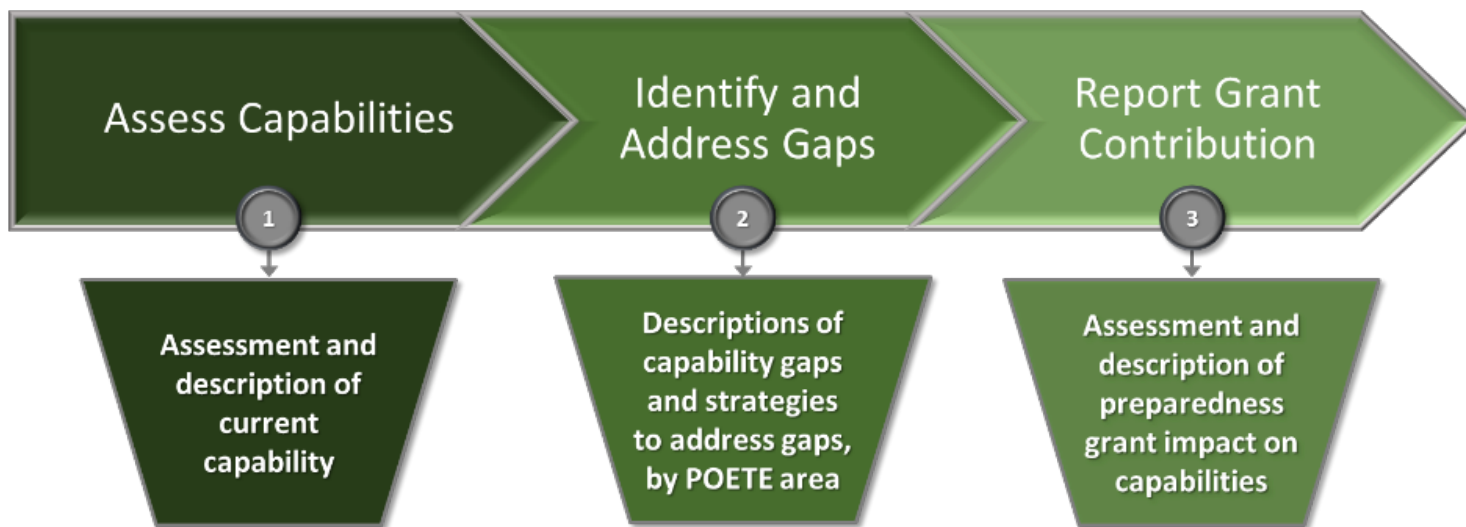 Assess Capabilities
Identify and
Address Gaps
Report Grant
Contribution
1
2
3
Assessment and
description of
current
capability
Descriptions of
capability gaps
and strategies
to address gaps,
by POETE area
Assessment and
description of
preparedness
grant impact on
capabilities